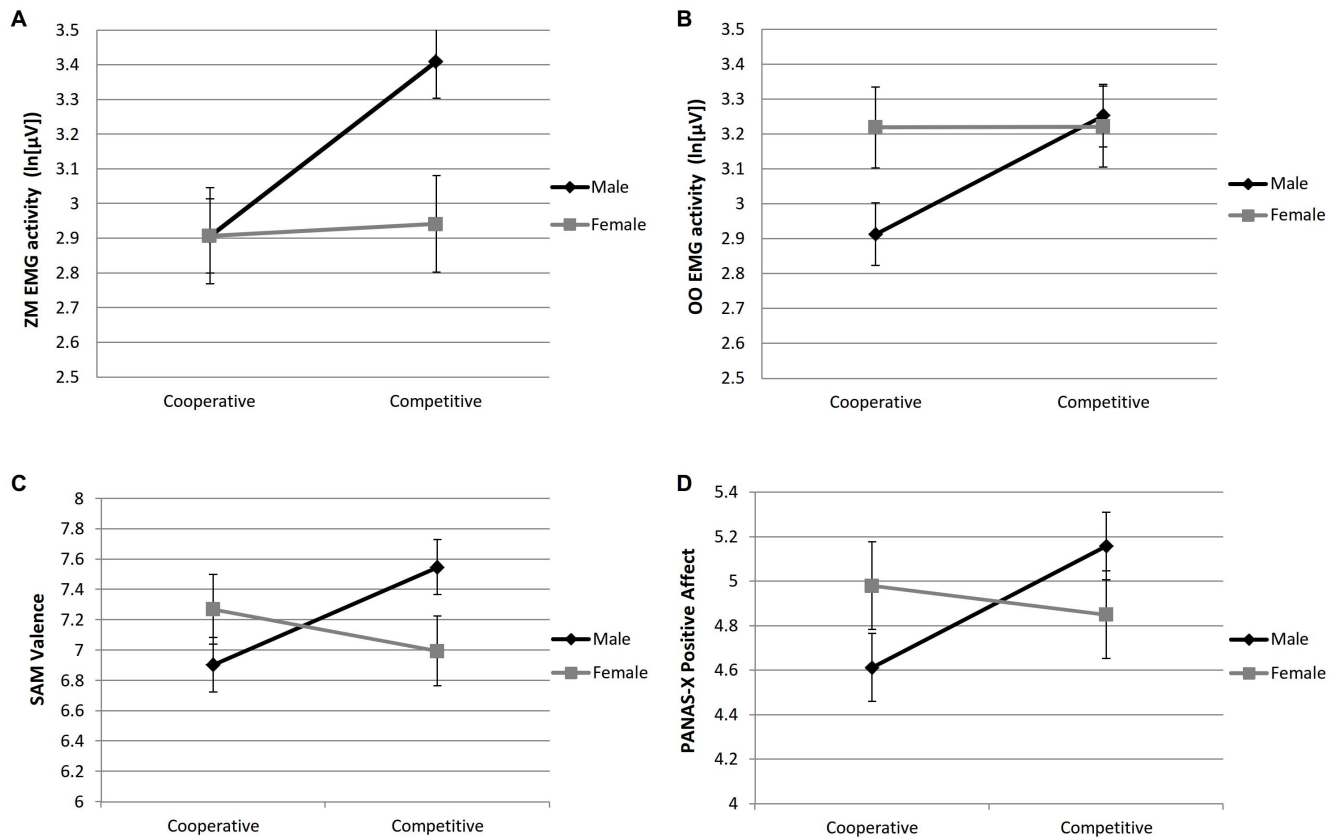 A
3.5
3.4
3.3
3.2
3.1
3
2.9
2.8
2.7
2.6
2.5
ZM EMG activity (ln[µV])
Cooperative
Competitive
Male
Female
B
3.5
3.4
3.3
3.2
3.1
3
2.9
2.8
2.7
2.6
2.5
OO EMG activity (ln[µV])
Cooperative
Competitive
Male
Female
C
8
7.8
7.6
7.4
7.2
7
6.8
6.6
6.4
6.2
6
SAM Valence
Cooperative
Competitive
Male
Female
D
5.4
5.2
5
4.8
4.6
4.4
4.2
4
PANAS-X Positive Affect
Cooperative
Competitive
Male
Female